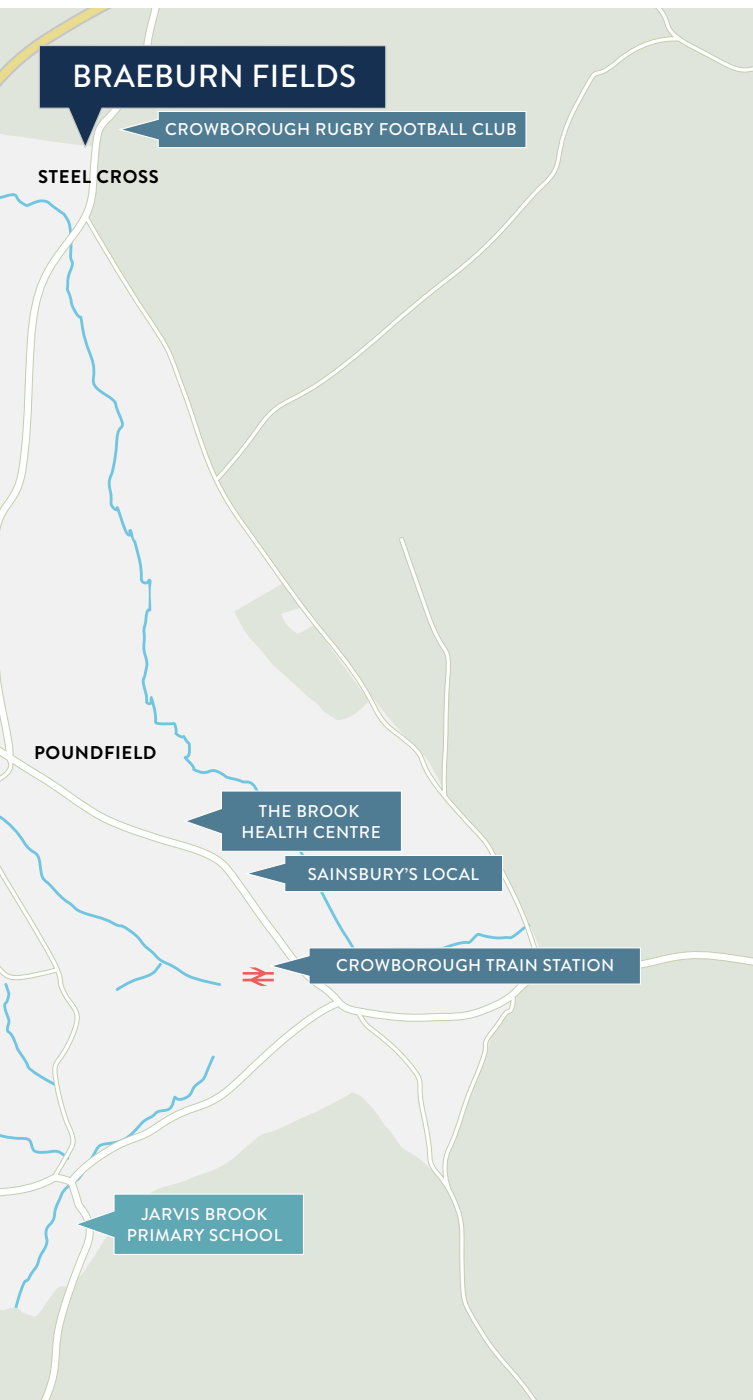 BRAEBURN FIELDS
CROWBOROUGH RUGBY FOOTBALL CLUB
STEEL CROSS
POUNDFIELD
THE BROOK
HEALTH CENTRE
SAINSBURY'S LOCAL
CROWBOROUGH TRAIN STATION
JARVIS BROOK
PRIMARY SCHOOL